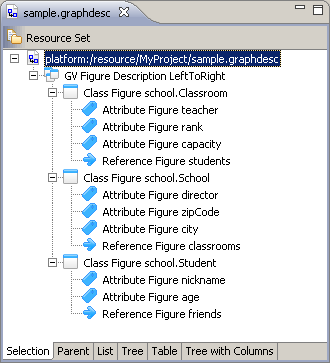 sample.graphdesc
Resource Set
platform:/resource/MyProject/sample.graphdesc
GV Figure Description LeftToRight
Class Figure school.Classroom
Attribute Figure teacher
Attribute Figure rank
Attribute Figure capacity
Reference Figure students
Class Figure school.School
Attribute Figure director
Attribute Figure zipCode
Attribute Figure city
Reference Figure classrooms
Class Figure school.Student
Attribute Figure nickname
Attribute Figure age
Reference Figure friends
Selection Parent List Tree Table Tree with Columns